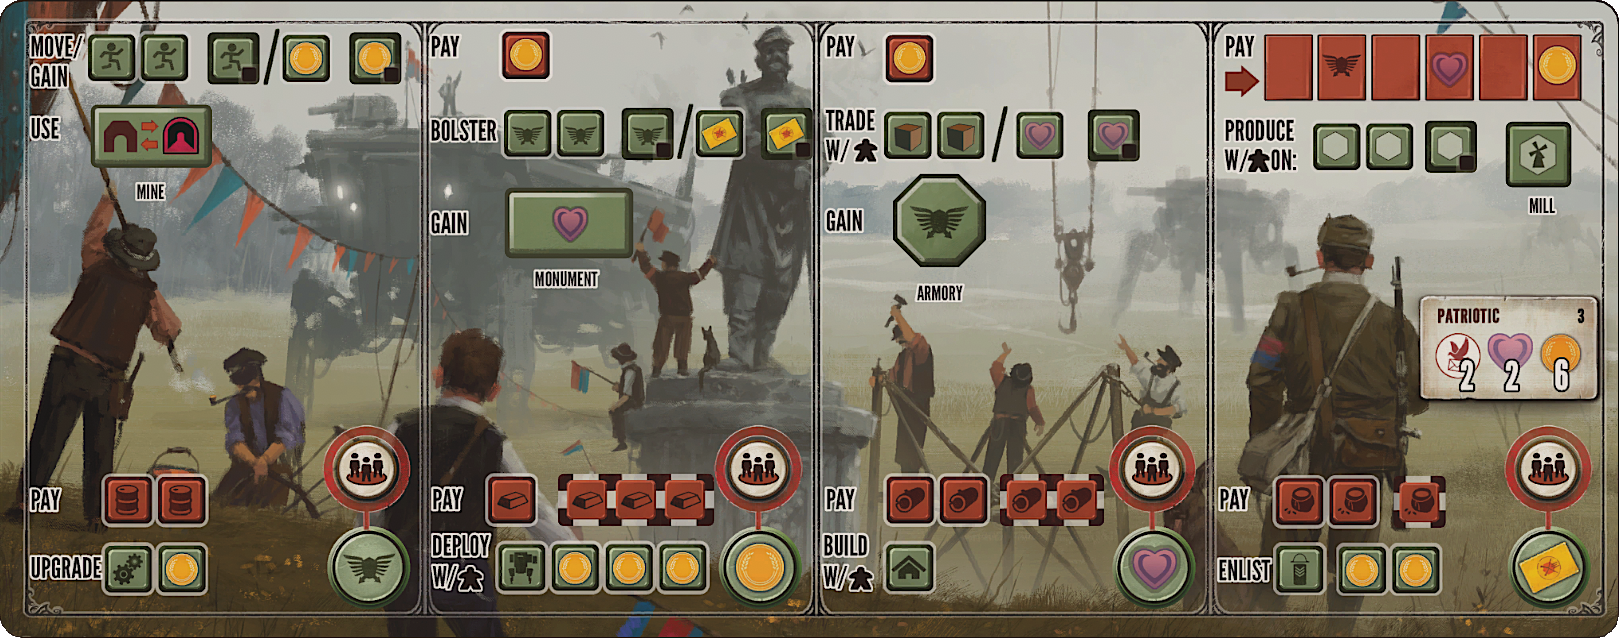 MOVE/
GAIN
/
USE
MINE
PAY
BOLSTER
/
GAIN
MONUMENT
PAY
TRADE
W/
/
GAIN
ARMORY
PAY
PRODUCE
W/ ON:
MILL
PATRIOTIC 3
2 2 6
PAY
UPGRADE
PAY
DEPLOY
W/
PAY
BUILD
W/
PAY
ENLIST